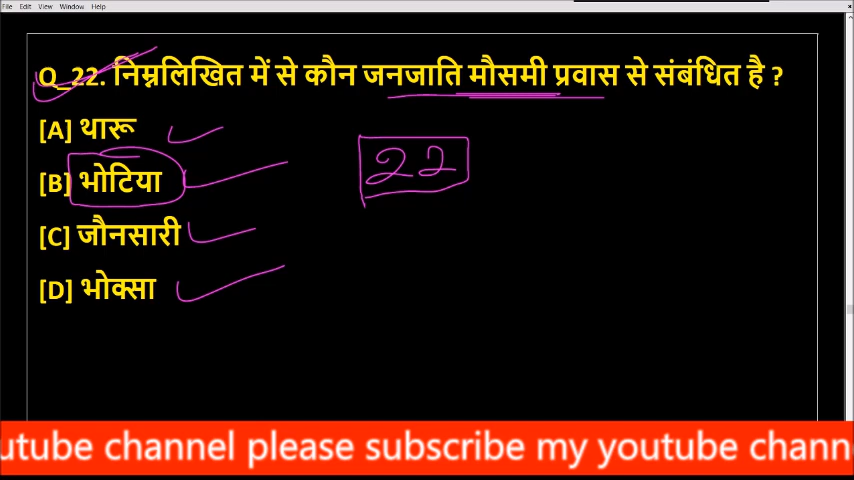 File Edit View Window Help
Q_22. निम्नलिखित में से कौन जनजाति मौसमी प्रवास से संबंधित है ?
[A] थारू
22
[B] भोटिया
[C] जौनसारी
[D] भोक्सा
utube channel please subscribe my youtube chann